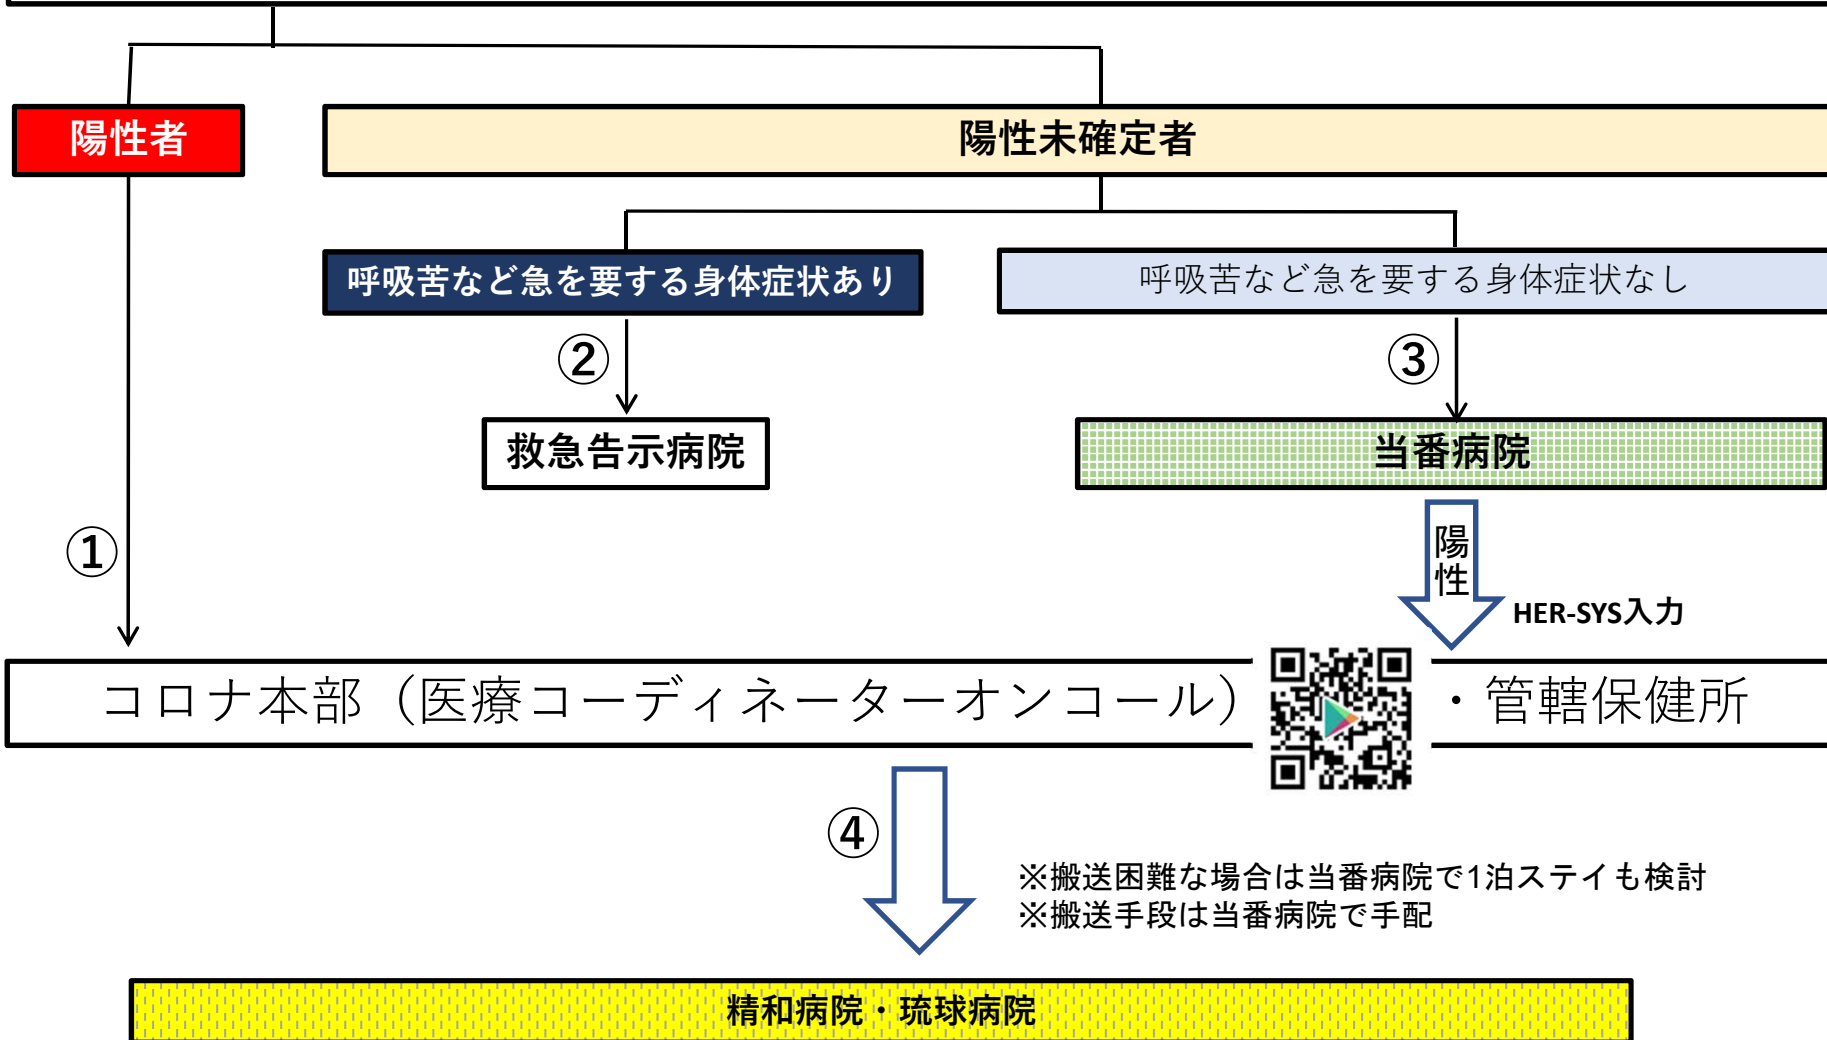 陽性者
陽性未確定者
呼吸苦など急を要する身体症状あり
呼吸苦など急を要する身体症状なし
②
③
救急告示病院
当番病院
①
陽性
HER-SYS入力
コロナ本部（医療コーディネーターオンコール）・管轄保健所
④
※搬送困難な場合は当番病院で1泊ステイも検討
※搬送手段は当番病院で手配
精和病院・琉球病院